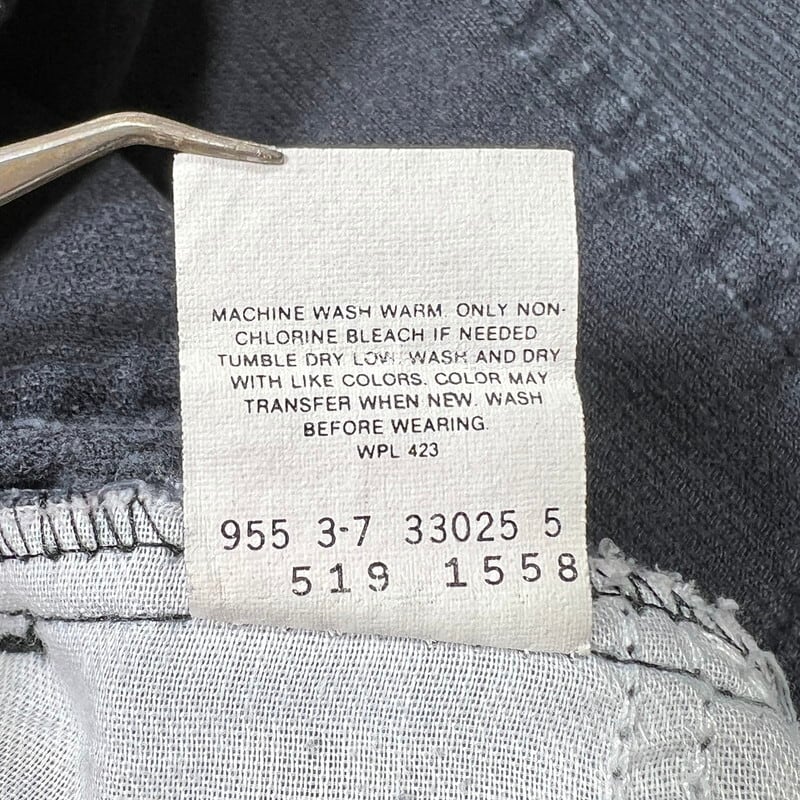 MACHINE WASH WARM. ONLY NON-
CHLORINE BLEACH IF NEEDED
TUMBLE DRY LOW. WASH AND DRY
WITH LIKE COLORS. COLOR MAY
TRANSFER WHEN NEW. WASH
BEFORE WEARING.
WPL 423
955 3-7 33025 5
519 1558